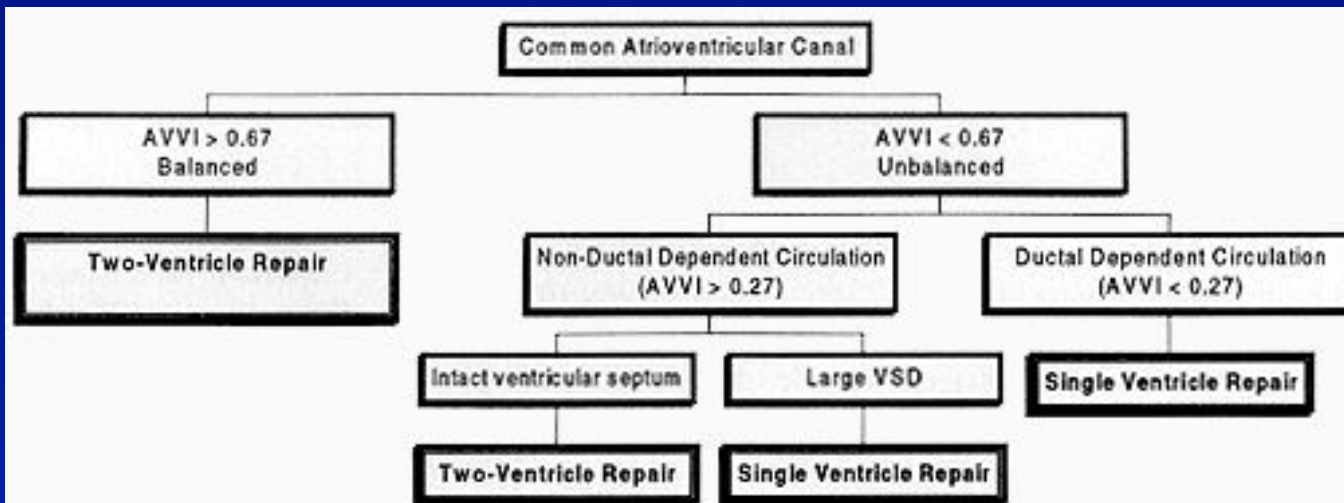 Common Atrioventricular Canal
AVVI > 0.67
Balanced
AVVI < 0.67
Unbalanced
Two-Ventricle Repair
Non-Ductal Dependent Circulation
(AVVI > 0.27)
Ductal Dependent Circulation
(AVVI < 0.27)
Intact ventricular septum
Large VSD
Single Ventricle Repair
Two-Ventricle Repair
Single Ventricle Repair